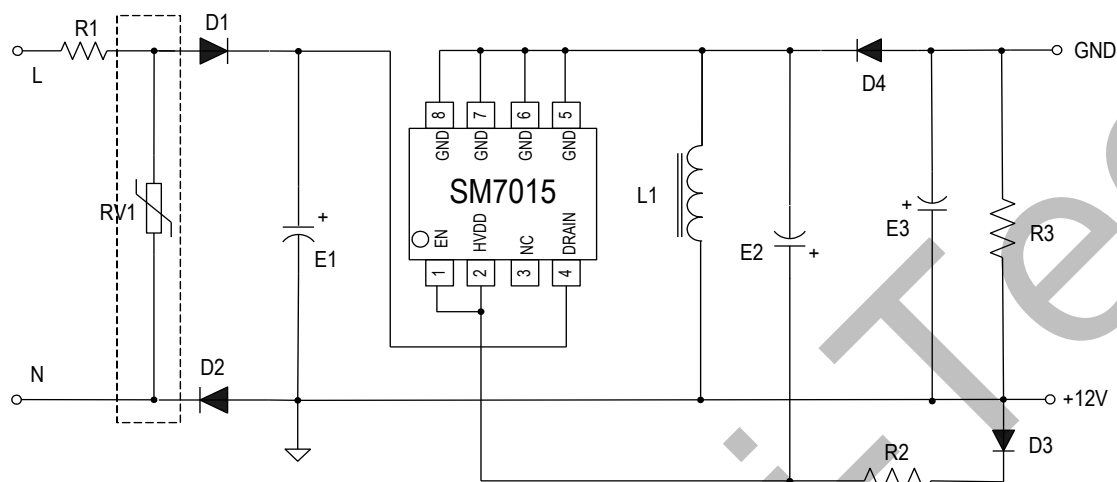 R1
D1
L
GND
D4
8
7
6
5
GND
GND
GND
GND
SM7015
EN
HVDD
NC
DRAIN
1
2
3
4
RV1
+
E1
L1
E2
+
+
E3
R3
N
D2
+12V
R2
D3